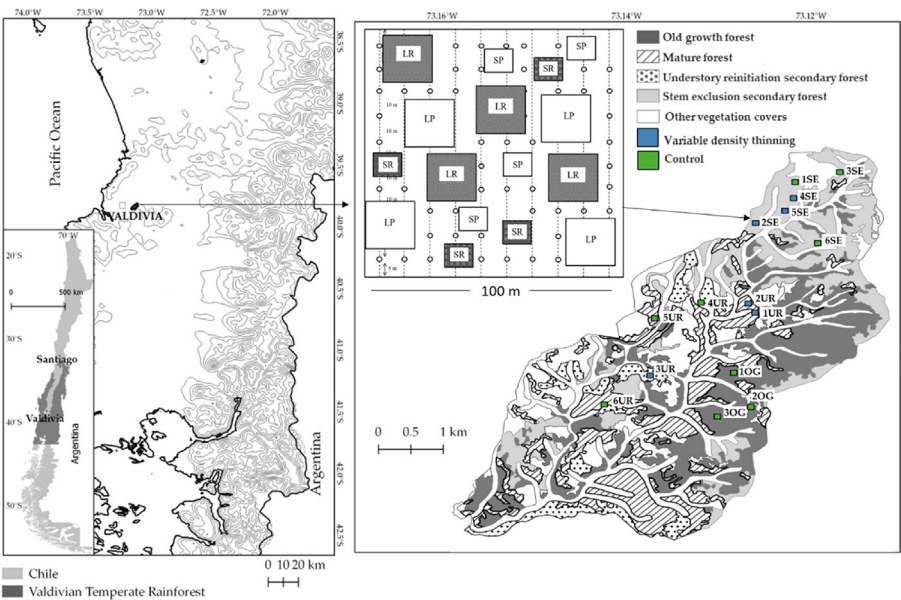 74.0°W 73.5°W 73.0°W 72.5°W 72.0°W
38.5°S
39.0°S
39.5°S
40.0°S
40.5°S
41.0°S
41.5°S
42.0°S
42.5°S
Pacific Ocean
VALDIVIA
Argentina
70°W
20°S
0 500 km
30°S
Santiago
Valdivia
40°S
Argentina
50°S
Chile
Valdivian Temperate Rainforest
0 10 20 km
73.16°W 73.14°W 73.12°W
LR
SP
SP
SR
10 m
LR
LP
LP
10 m
SR
SP
LR
LR
LP
SP
SR
LP
SR
5 m
100 m
Old growth forest
Mature forest
Understory reinitiation secondary forest
Stem exclusion secondary forest
Other vegetation covers
Variable density thinning
Control
3SE
1SE
4SE
5SE
2SE
6SE
2UR
4UR
1UR
5UR
3UR
1OG
6UR
2OG
3OG
0 0.5 1 km